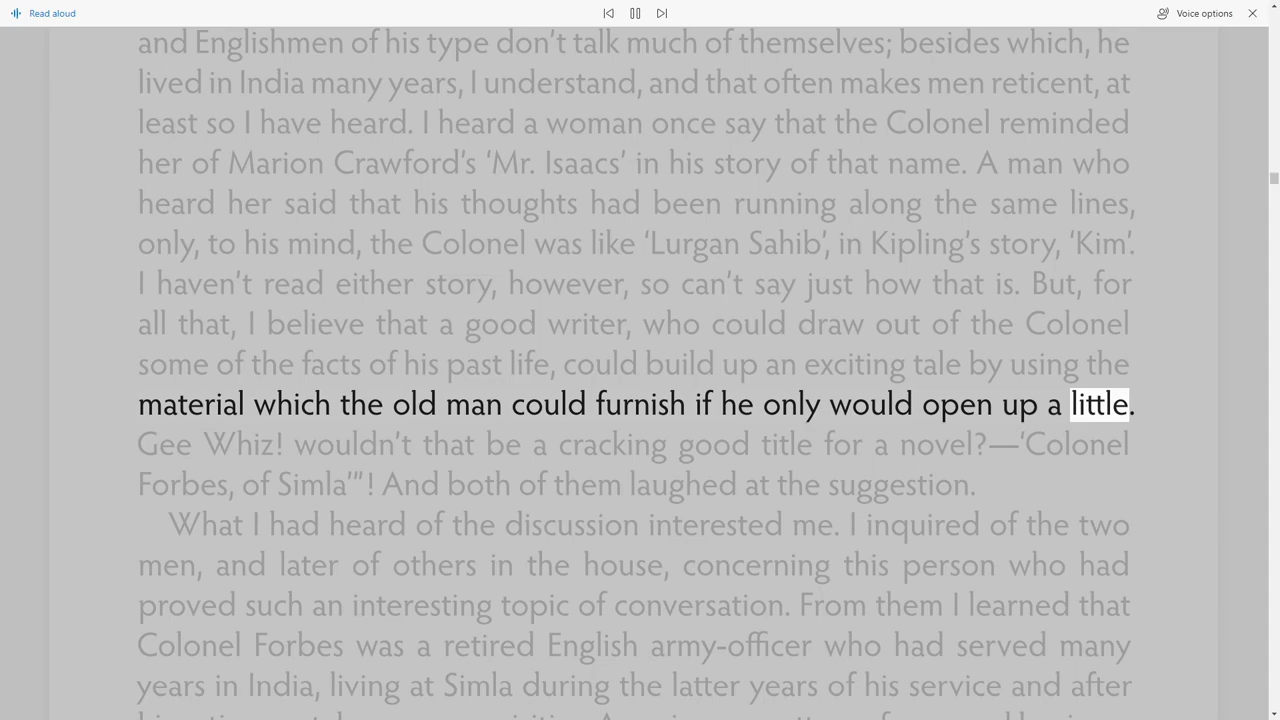 Read aloud
Voice options
and Englishmen of his type don't talk much of themselves; besides which, he
lived in India many years, I understand, and that often makes men reticent, at
least so I have heard. I heard a woman once say that the Colonel reminded
her of Marion Crawford's ‘Mr. Isaacs’ in his story of that name. A man who
heard her said that his thoughts had been running along the same lines,
only, to his mind, the Colonel was like ‘Lurgan Sahib’, in Kipling's story, ‘Kim’.
I haven't read either story, however, so can't say just how that is. But, for
all that, I believe that a good writer, who could draw out of the Colonel
some of the facts of his past life, could build up an exciting tale by using the
material which the old man could furnish if he only would open up a little.
Gee Whiz! wouldn't that be a cracking good title for a novel?—‘Colonel
Forbes, of Simla’”! And both of them laughed at the suggestion.
What I had heard of the discussion interested me. I inquired of the two
men, and later of others in the house, concerning this person who had
proved such an interesting topic of conversation. From them I learned that
Colonel Forbes was a retired English army-officer who had served many
years in India, living at Simla during the latter years of his service and after